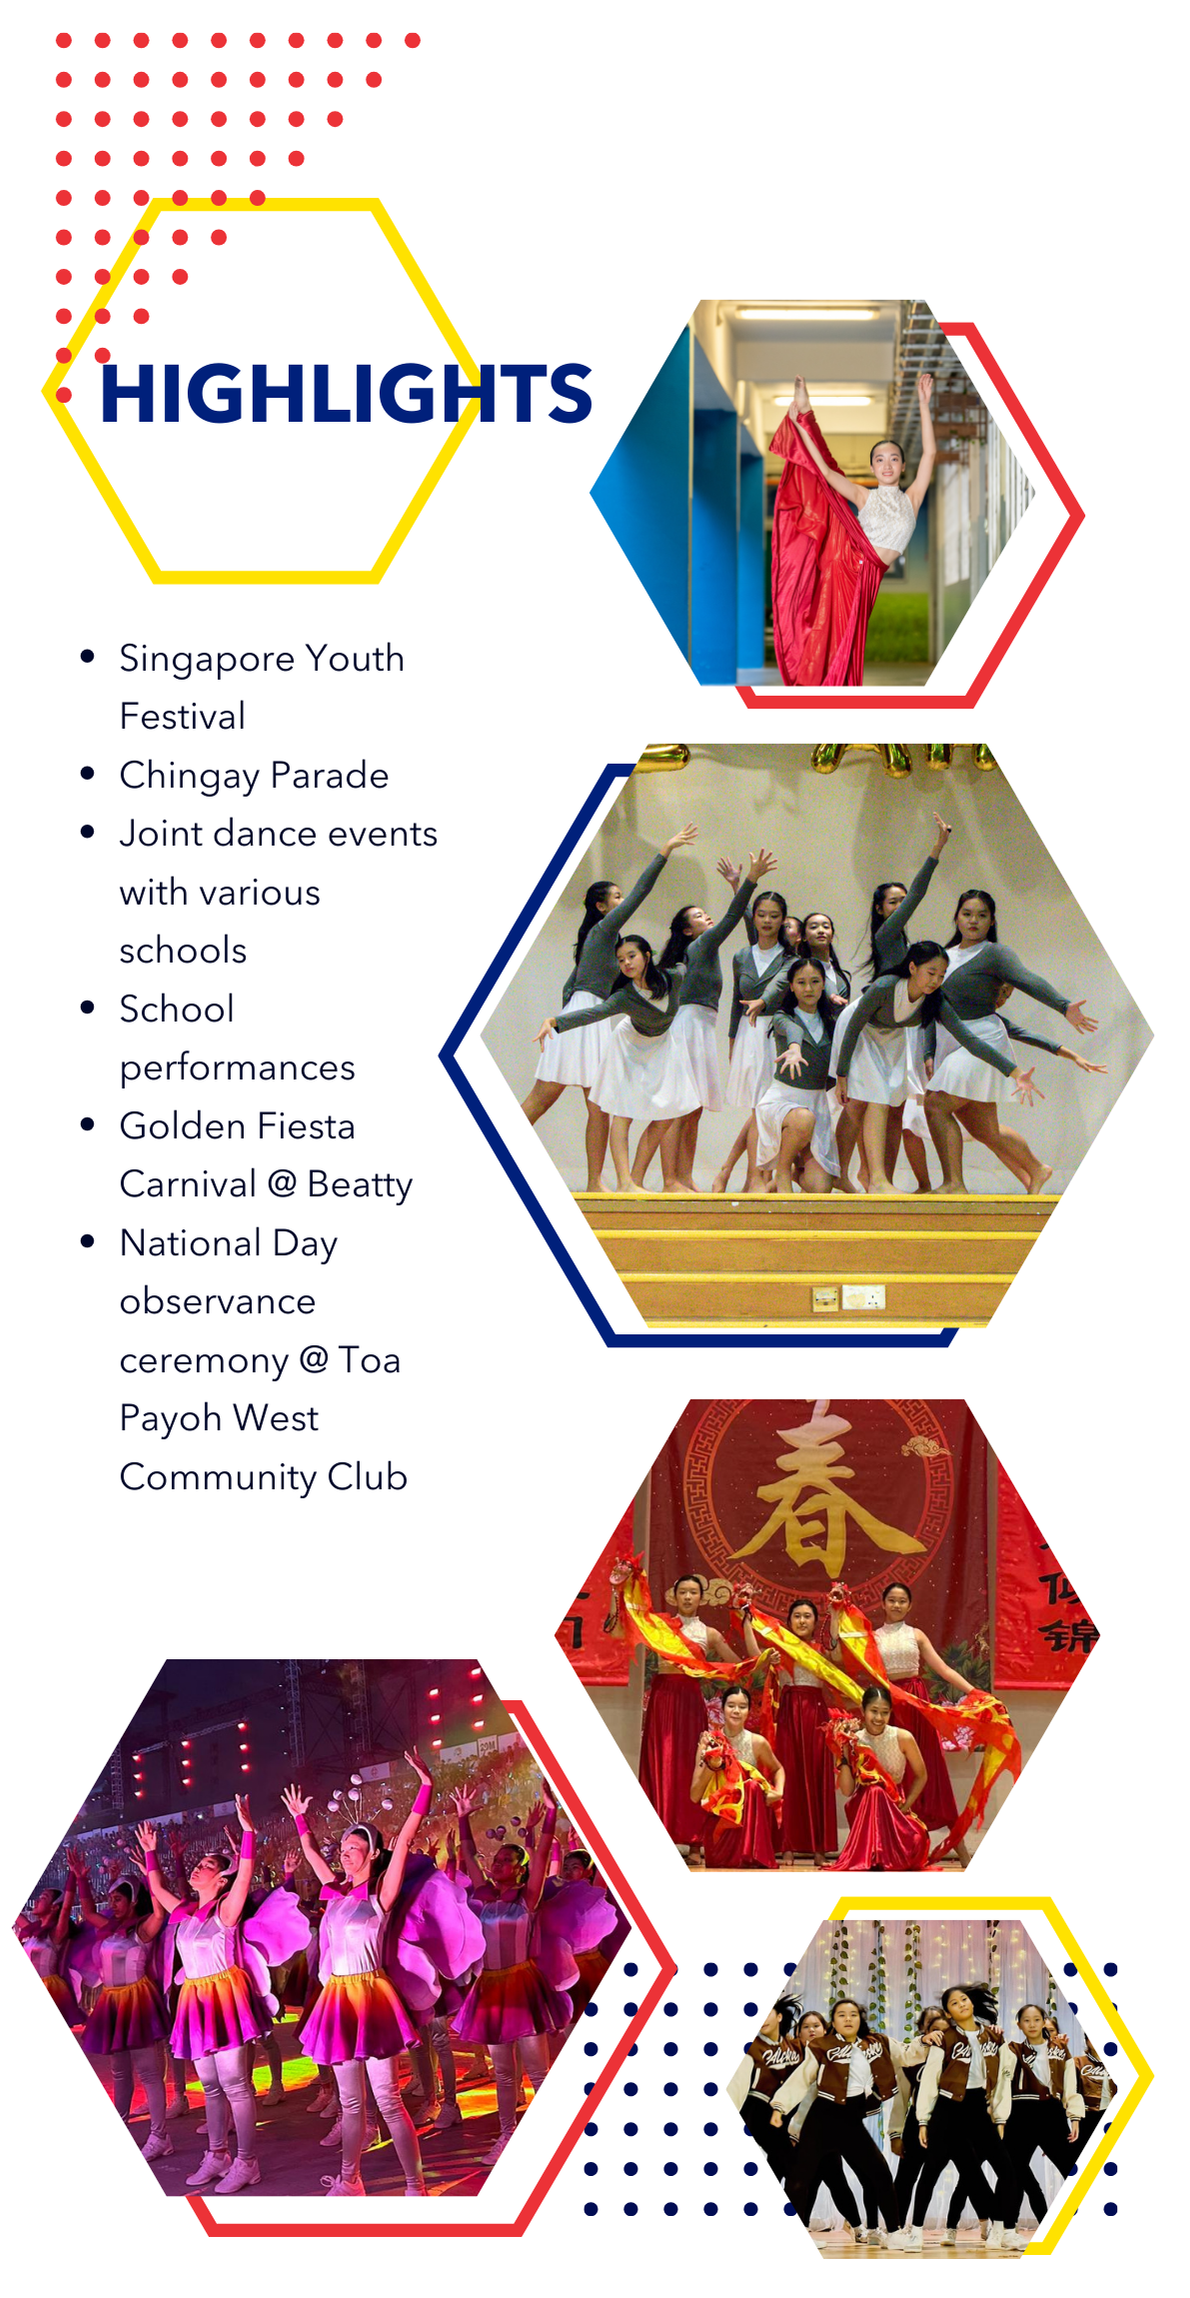 HIGHLIGHTS
• Singapore Youth
Festival
• Chingay Parade
• Joint dance events
with various
schools
• School
performances
• Golden Fiesta
Carnival @ Beatty
• National Day
observance
ceremony @ Toa
Payoh West
Community Club
春
锦